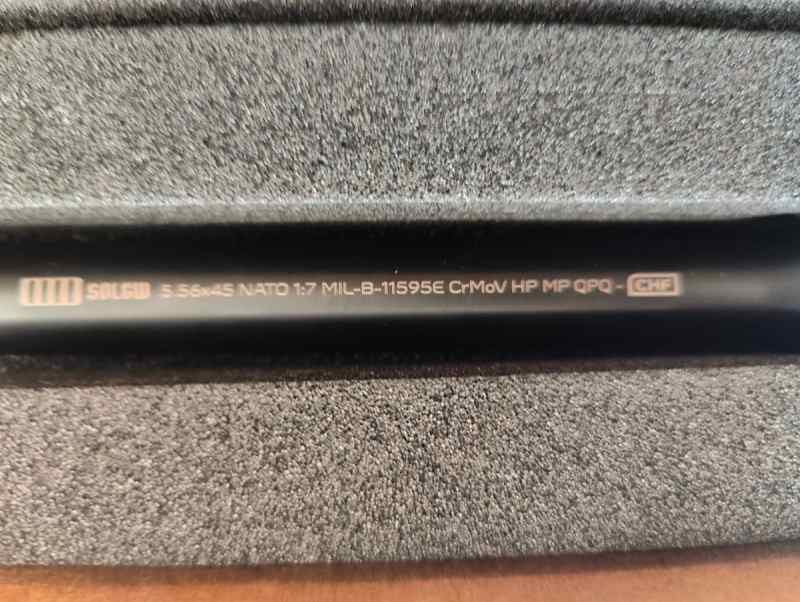 SOLGW 5.56x45 NATO 1:7 MIL-B-11595E CrMoV HP MP QPQ - CHF